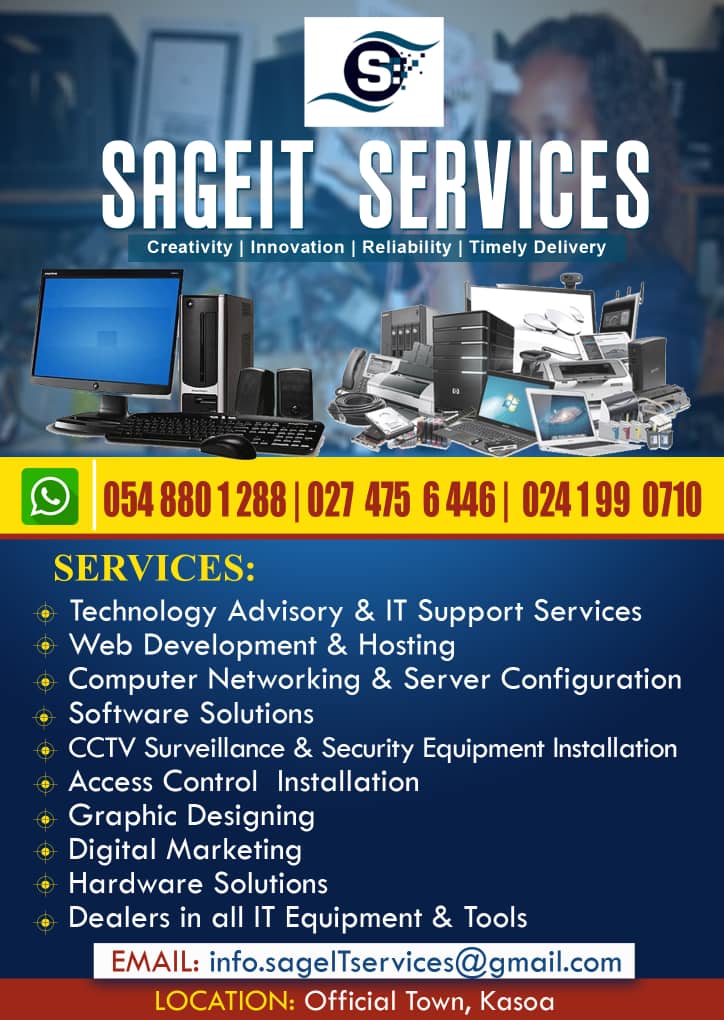 S
SAGEIT SERVICES
Creativity | Innovation | Reliability | Timely Delivery
054 880 1 288 | 027 475 6 446 | 024 1 99 0710
SERVICES:
Technology Advisory & IT Support Services
Web Development & Hosting
Computer Networking & Server Configuration
Software Solutions
CCTV Surveillance & Security Equipment Installation
Access Control Installation
Graphic Designing
Digital Marketing
Hardware Solutions
Dealers in all IT Equipment & Tools
EMAIL: info.sageITservices@gmail.com
LOCATION: Official Town, Kasoa